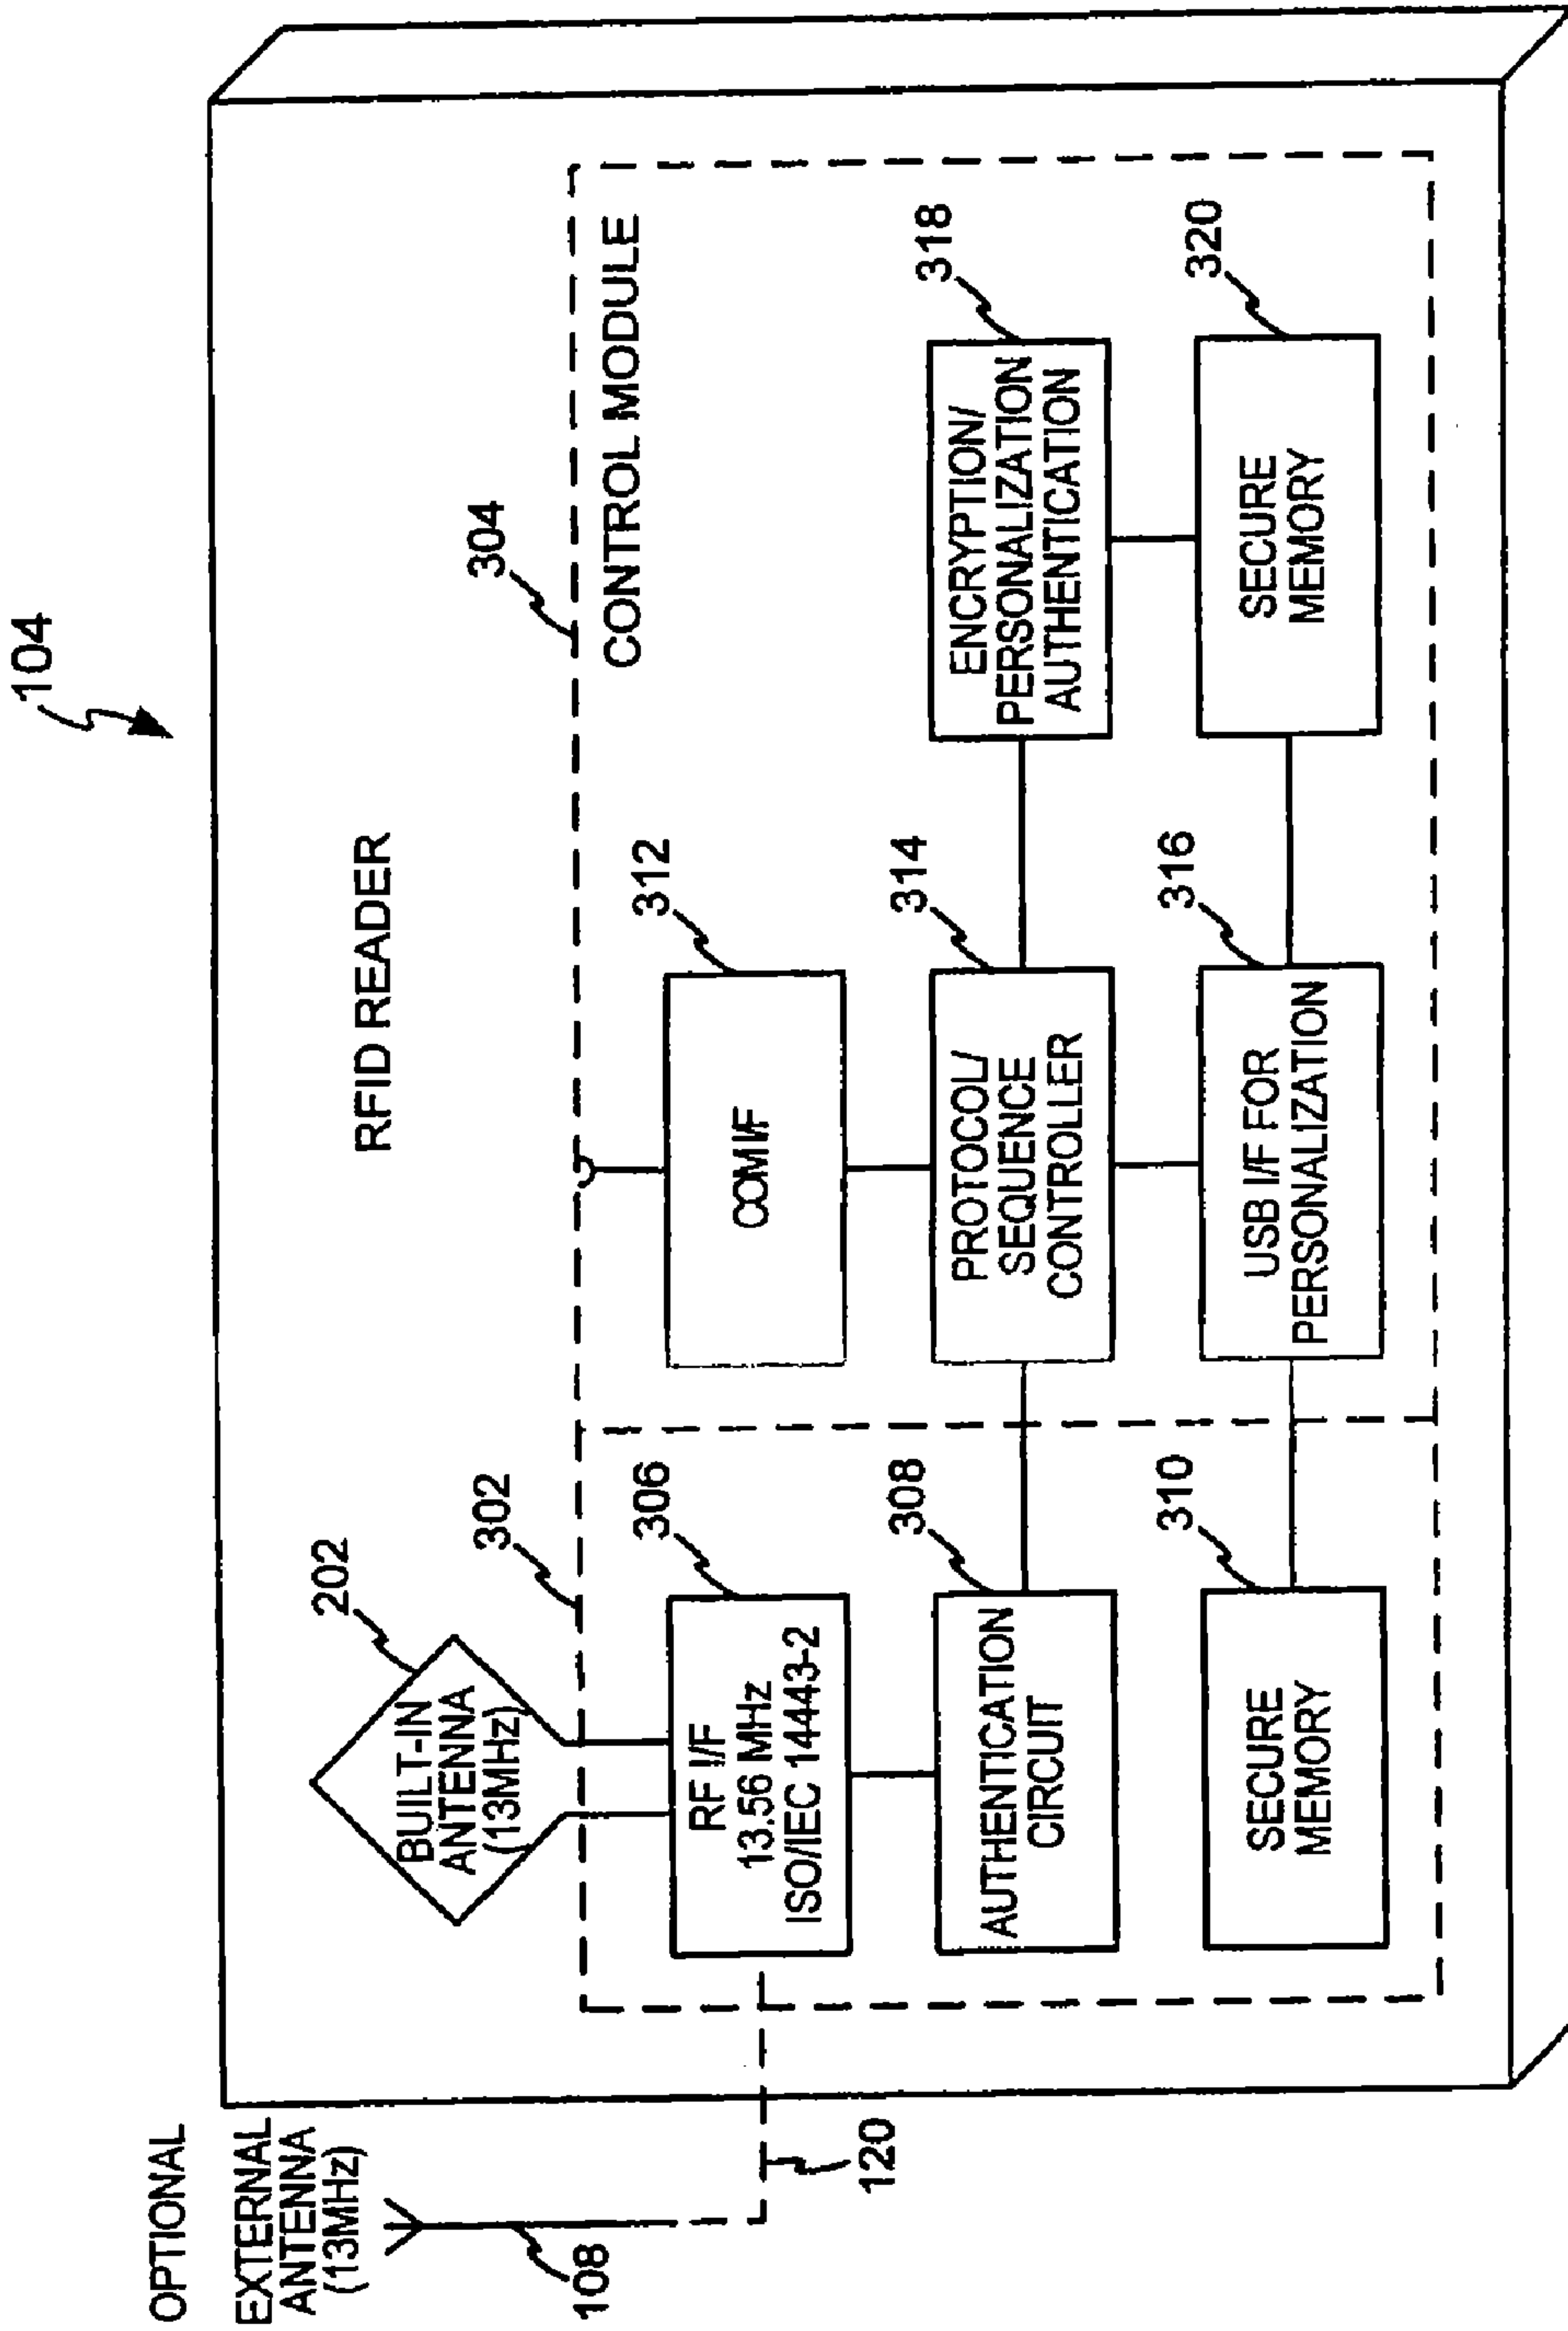 104
RFID READER
OPTIONAL
EXTERNAL
ANTENNA
(13MHz)
108
120
202
BUILT-IN
ANTENNA
(13MHz)
302
304
CONTROL MODULE
306
RF I/F
13.56 MHz
ISO/IEC 14443-2
312
COM I/F
308
AUTHENTICATION
CIRCUIT
314
PROTOCOL/
SEQUENCE
CONTROLLER
318
ENCRYPTION/
PERSONALIZATION
AUTHENTICATION
310
SECURE
MEMORY
316
USB I/F FOR
PERSONALIZATION
320
SECURE
MEMORY